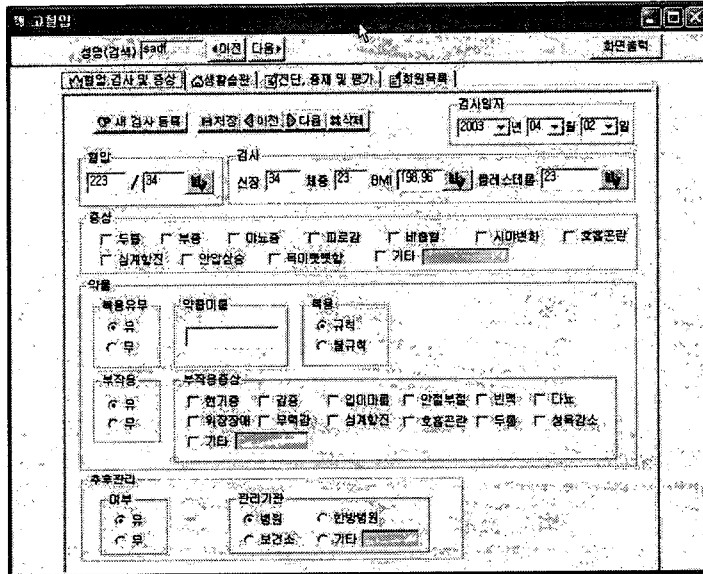 고혈압
성명(검색) sadf 이전 다음 화면출력
혈압 검사 및 증상 생활습관 진단, 중재 및 평가 회원목록
검사일자
새 검사 등록 저장 이전 다음 삭제 2003 년 04 월 02 일
혈압 검사
223 / 34 신장 34 체중 23 BMI 198,96 콜레스테롤 23
증상
두통 부종 야뇨증 피로감 비출혈 시야변화 호흡곤란
심계항진 안압상승 목이뻣뻣함 기타
약물
복용유무 약물이름 복용
유 규칙
무 불규칙
부작용 부작용증상
유 현기증 갈증 입이마름 안절부절 빈맥 다뇨
무 위장장애 무력감 심계항진 호흡곤란 두통 성욕감소
기타
추후관리
여부 관리기관
유 병원 한방병원
무 보건소 기타